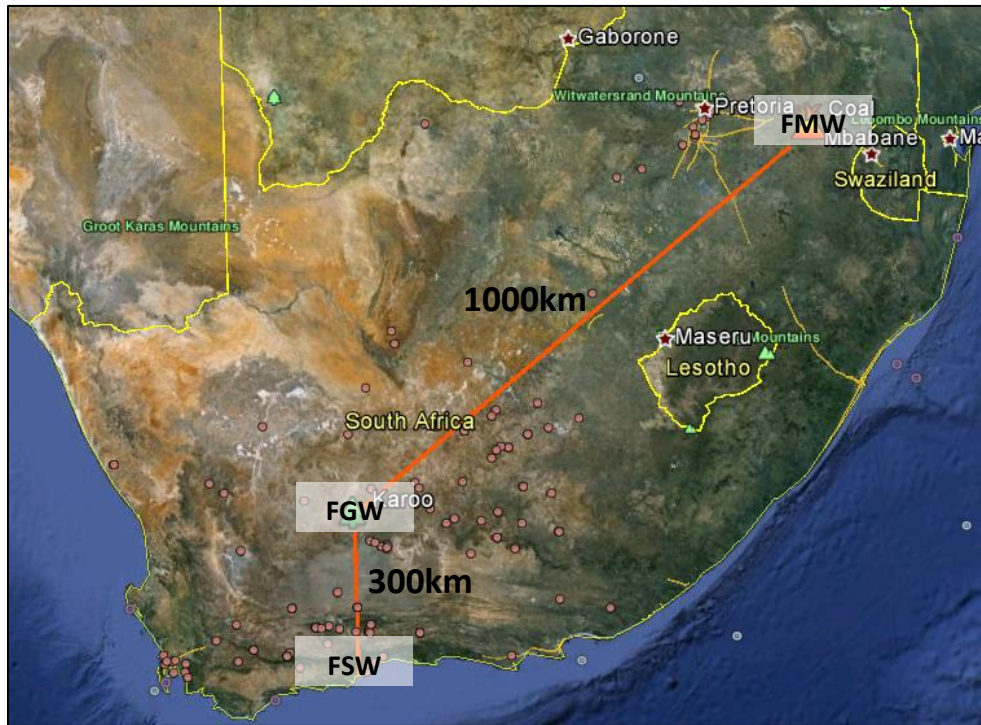 Gaborone
Witwatersrand Mountains
Pretoria
Coal
FMW
Lebombo Mountains
Mbabane
Ma
Swaziland
Groot Karas Mountains
1000km
Maseru
Mountains
Lesotho
South Africa
Karoo
FGW
300km
FSW